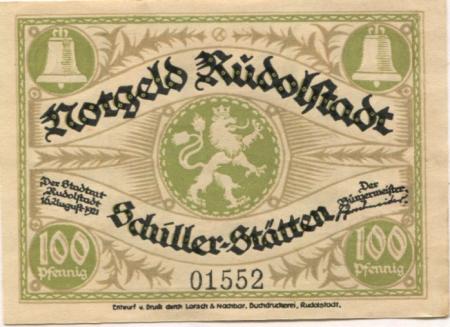 Notgeld Rudolstadt
Der Stadtrat
Rudolstadt
16. August 1921
Der
Bürgermeister:
Schiller-Stätten
100
Pfennig
100
Pfennig
01552
Entwurf u. Druck durch Lorsch & Nachbar, Buchdruckerei, Rudolstadt.